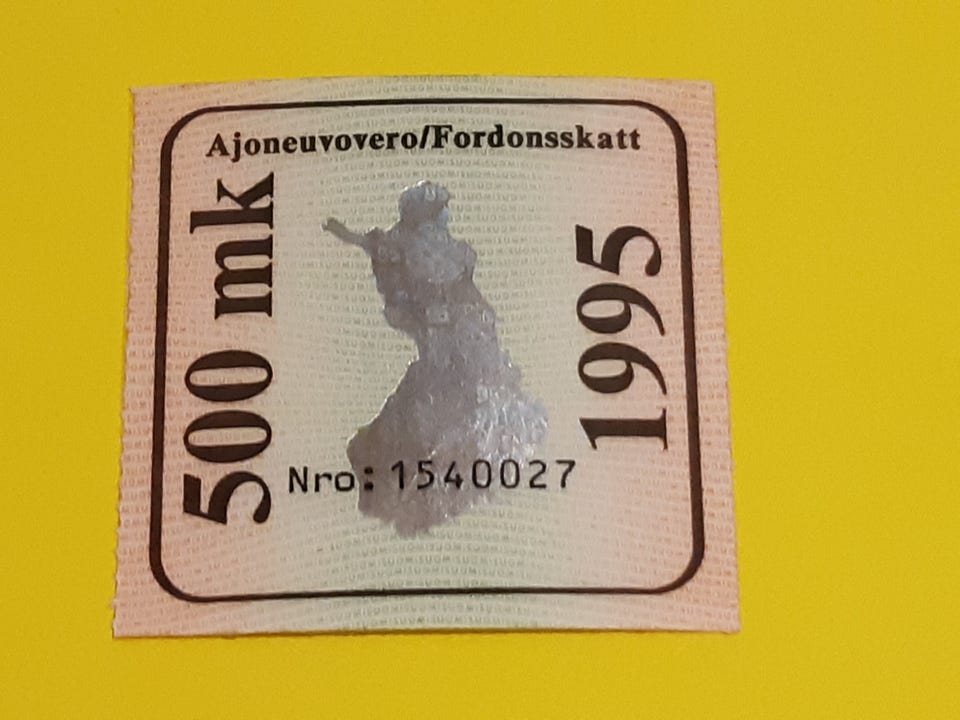 Ajoneuvovero/Fordonsskatt
500 mk
1995
Nro: 1540027